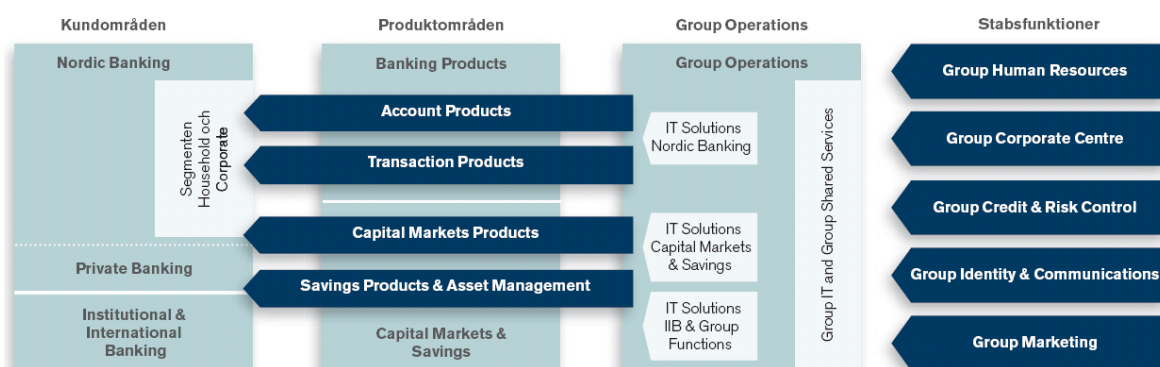 Kundområden
Produktområden
Group Operations
Stabsfunktioner
Nordic Banking
Segmenten
Household och
Corporate
Private Banking
Institutional &
International
Banking
Banking Products
Account Products
Transaction Products
Capital Markets Products
Savings Products & Asset Management
Capital Markets &
Savings
Group Operations
IT Solutions
Nordic Banking
IT Solutions
Capital Markets
& Savings
IT Solutions
IIB & Group
Functions
Group IT and Group Shared Services
Group Human Resources
Group Corporate Centre
Group Credit & Risk Control
Group Identity & Communications
Group Marketing